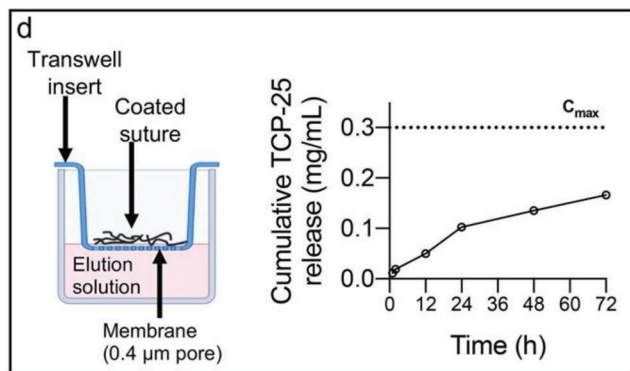 d
Transwell
insert
Coated
suture
Elution
solution
Membrane
(0.4 µm pore)
Cumulative TCP-25
release (mg/mL)
Cmax
0.3
0.2
0.1
0.0
0 12 24 36 48 60 72
Time (h)